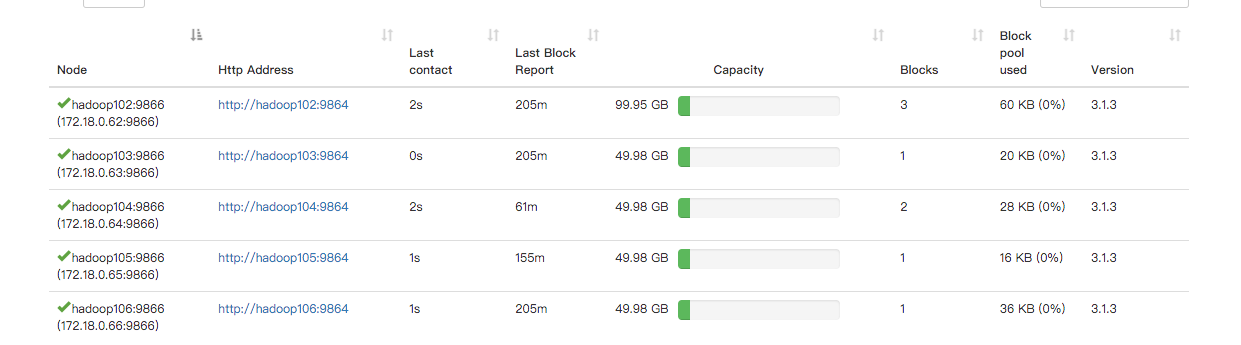 Node Http Address Last contact Last Block Report Capacity Blocks Block pool used Version
hadoop102:9866 http://hadoop102:9864 2s 205m 99.95 GB 3 60 KB (0%) 3.1.3
(172.18.0.62:9866)
hadoop103:9866 http://hadoop103:9864 0s 205m 49.98 GB 1 20 KB (0%) 3.1.3
(172.18.0.63:9866)
hadoop104:9866 http://hadoop104:9864 2s 61m 49.98 GB 2 28 KB (0%) 3.1.3
(172.18.0.64:9866)
hadoop105:9866 http://hadoop105:9864 1s 155m 49.98 GB 1 16 KB (0%) 3.1.3
(172.18.0.65:9866)
hadoop106:9866 http://hadoop106:9864 1s 205m 49.98 GB 1 36 KB (0%) 3.1.3
(172.18.0.66:9866)